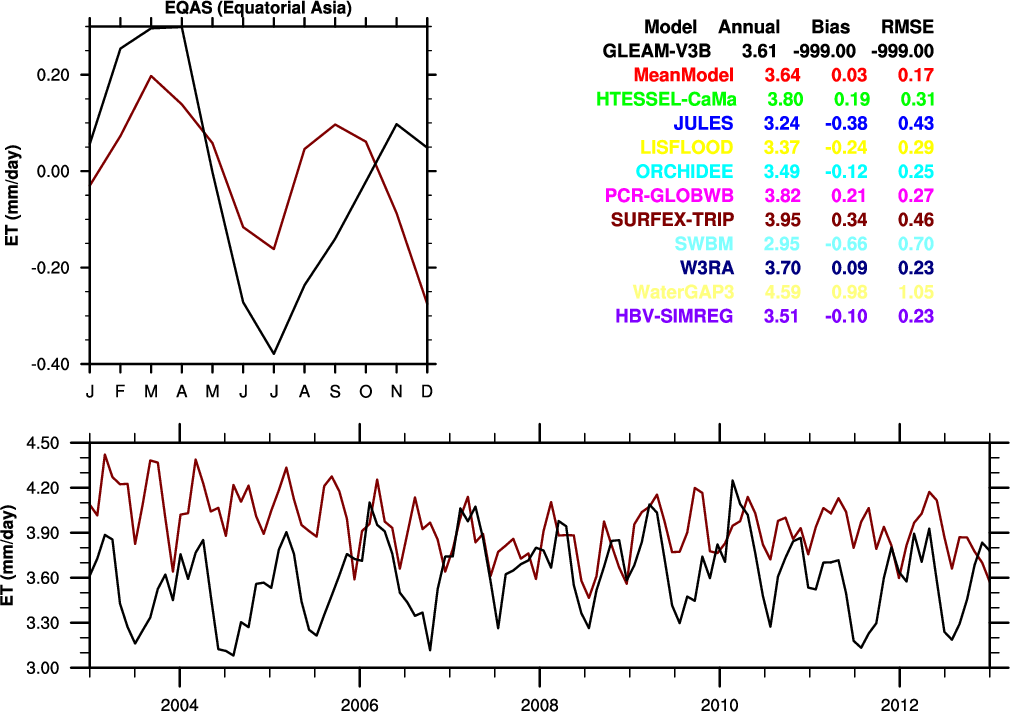 EQAS (Equatorial Asia)
ET (mm/day)
0.20
0.00
-0.20
-0.40
J F M A M J J A S O N D
Model Annual Bias RMSE
GLEAM-V3B 3.61 -999.00 -999.00
MeanModel 3.64 0.03 0.17
HTESSEL-CaMa 3.80 0.19 0.31
JULES 3.24 -0.38 0.43
LISFLOOD 3.37 -0.24 0.29
ORCHIDEE 3.49 -0.12 0.25
PCR-GLOBWB 3.82 0.21 0.27
SURFEX-TRIP 3.95 0.34 0.46
SWBM 2.95 -0.66 0.70
W3RA 3.70 0.09 0.23
WaterGAP3 4.59 0.98 1.05
HBV-SIMREG 3.51 -0.10 0.23
ET (mm/day)
4.50
4.20
3.90
3.60
3.30
3.00
2004 2006 2008 2010 2012